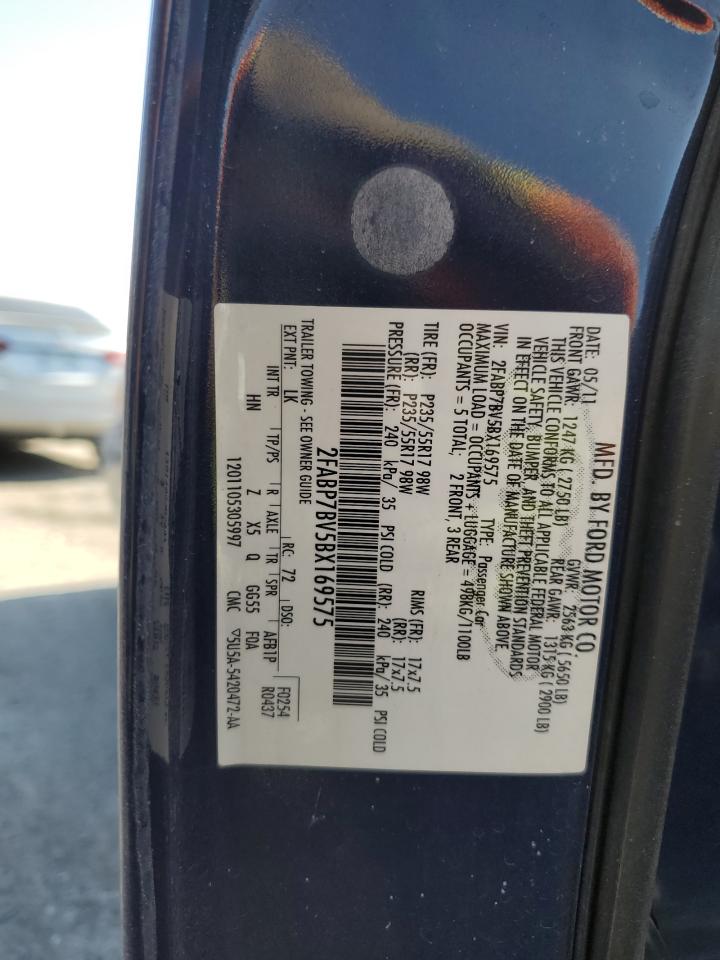 MFD. BY FORD MOTOR CO.
DATE: 05/11 GVWR: 2563 KG ( 5650 LB)
FRONT GAWR: 1247 KG ( 2750 LB) REAR GAWR: 1315 KG ( 2900 LB)
THIS VEHICLE CONFORMS TO ALL APPLICABLE FEDERAL MOTOR
VEHICLE SAFETY, BUMPER, AND THEFT PREVENTION STANDARDS
IN EFFECT ON THE DATE OF MANUFACTURE SHOWN ABOVE.
VIN: 2FABP7BV5BX169575 TYPE: Passenger Car
MAXIMUM LOAD = OCCUPANTS + LUGGAGE = 498KG/1100LB
OCCUPANTS = 5 TOTAL; 2 FRONT, 3 REAR
TIRE (FR): P235/55R17 98W RIMS (FR): 17x7.5
(RR): P235/55R17 98W (RR): 17x7.5
PRESSURE (FR): 240 kPa/ 35 PSI COLD (RR): 240 kPa/35 PSI COLD
2FABP7BV5BX169575
TRAILER TOWING - SEE OWNER GUIDE
EXT PNT: LK RC: 72 DSO: F0254
INT TR TP/PS R AXLE TR SPR AFB1P R0437
HN Z X5 Q GG55 F0A
1201105305997 CMC ▽5U5A-5420472-AA